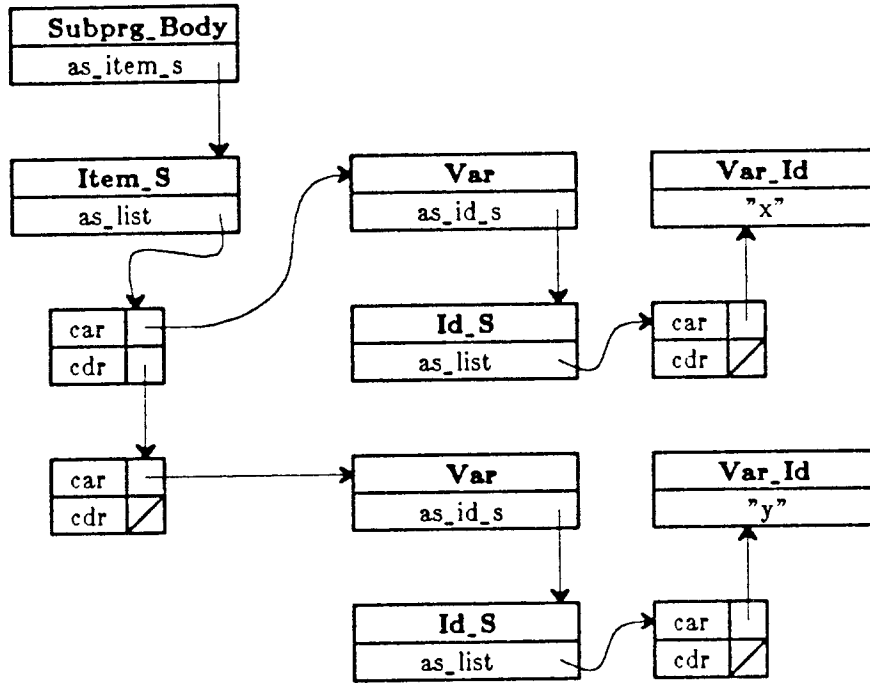 Subprg_Body
as_item_s
Item_S
as_list
Var
as_id_s
Var_Id
"x"
car
cdr
Id_S
as_list
car
cdr
car
cdr
Var
as_id_s
Var_Id
"y"
Id_S
as_list
car
cdr